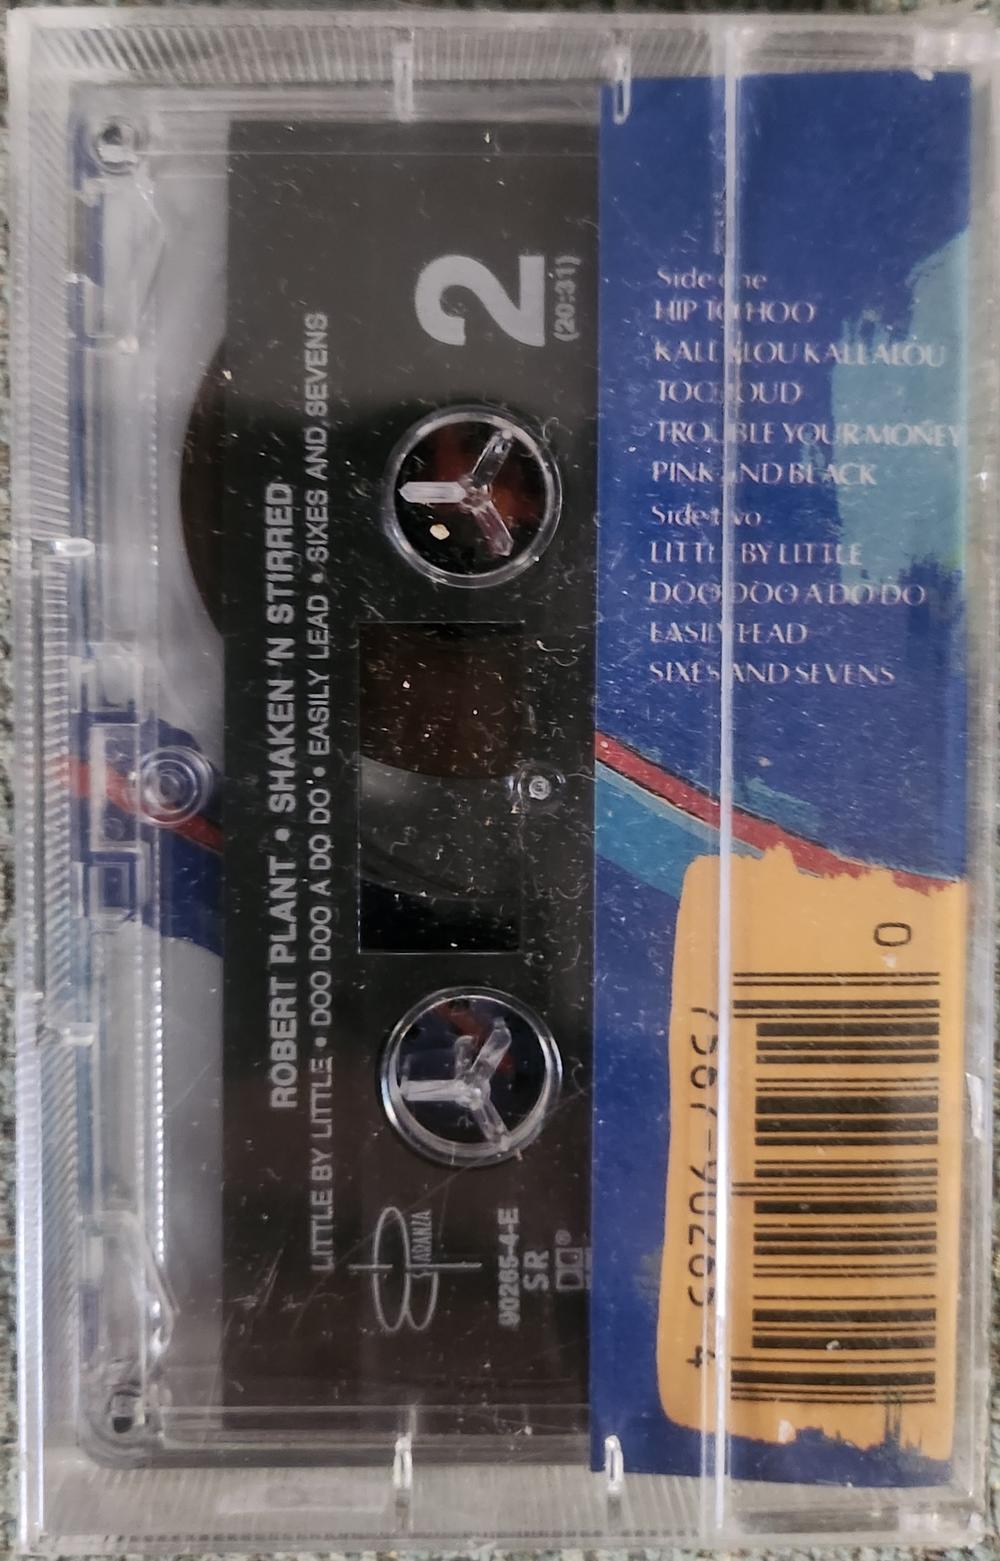 ROBERT PLANT • SHAKEN 'N STIRRED
LITTLE BY LITTLE • DOO DOO A DO DO • EASILY LEAD • SIXES AND SEVENS
2
(20:31)
ESPARANZA
90265-4-E
SR
Side one
HIP TO HOO
KALLALOU KALLALOU
TOO LOUD
TROUBLE YOUR MONEY
PINK AND BLACK
Side two
LITTLE BY LITTLE
DOO DOO A DO DO
EASILY LEAD
SIXES AND SEVENS
0
7567-90265
4